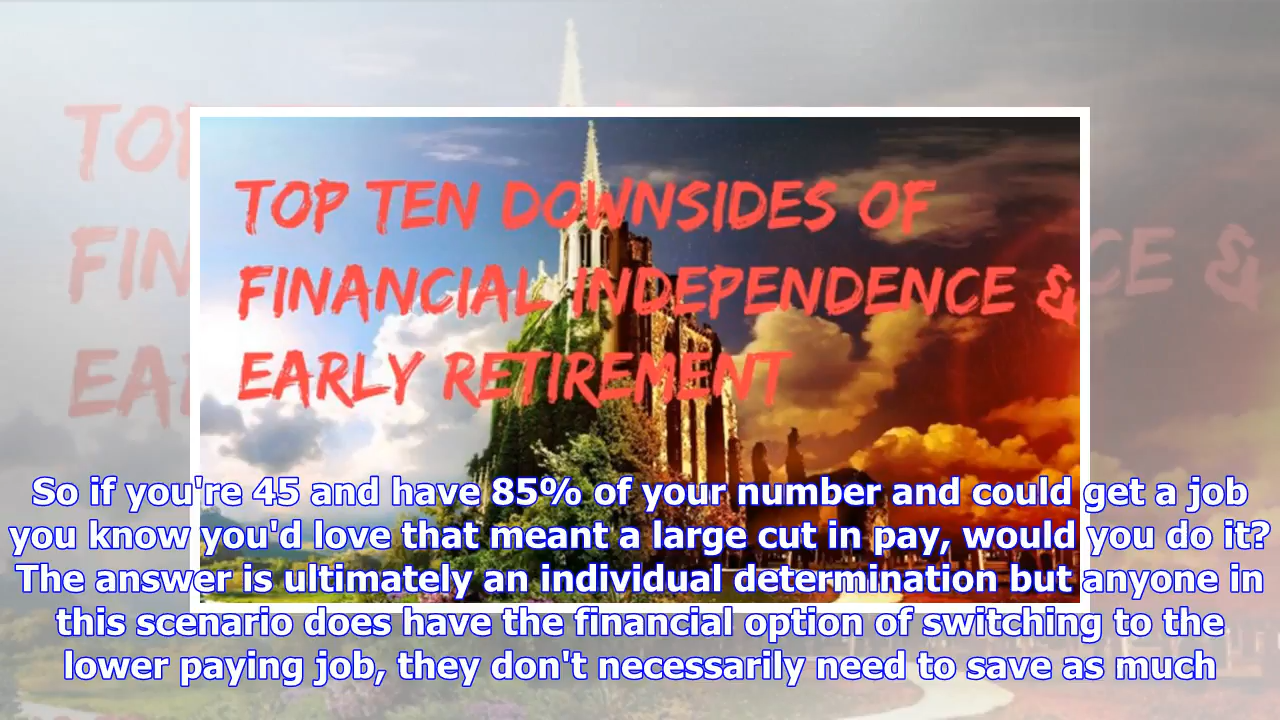 TOP TEN DOWNSIDES OF
FINANCIAL INDEPENDENCE &
EARLY RETIREMENT
So if you're 45 and have 85% of your number and could get a job
you know you'd love that meant a large cut in pay, would you do it?
The answer is ultimately an individual determination but anyone in
this scenario does have the financial option of switching to the
lower paying job, they don't necessarily need to save as much